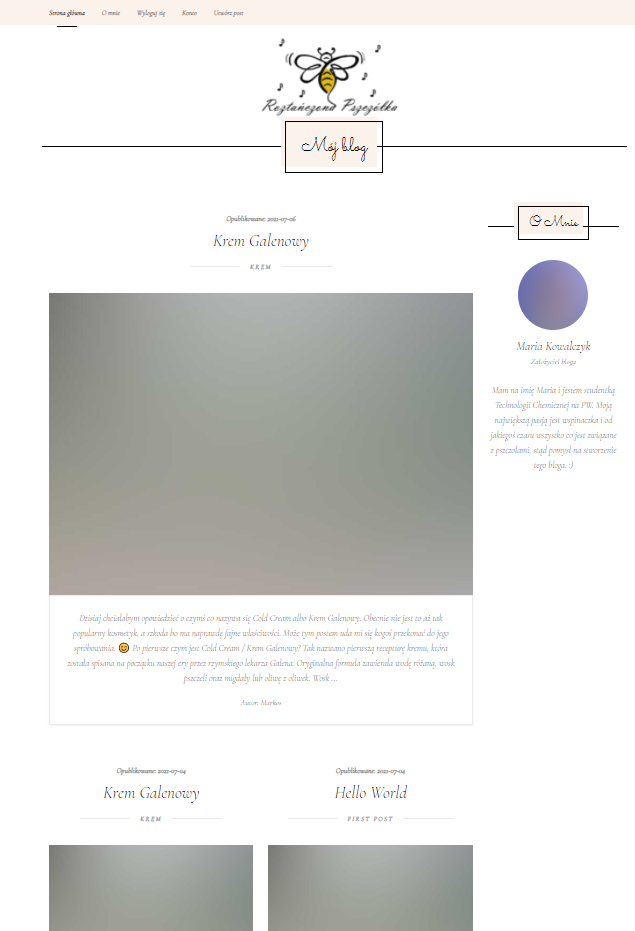 Strona główna O mnie Wyloguj się Konto Utwórz post
Roztańczona Pszczółka
Mój blog
Opublikowane: 2021-07-06
Krem Galenowy
KREM
Dzisiaj chciałabym opowiedzieć o czymś co nazywa się Cold Cream albo Krem Galenowy. Obecnie nie jest to aż tak
popularny kosmetyk, a szkoda bo ma naprawdę fajne właściwości. Może tym postem uda mi się kogoś przekonać do jego
spróbowania. 😊 Po pierwsze czym jest Cold Cream / Krem Galenowy? Tak nazwano pierwszą recepturę kremu, która
została spisana na początku naszej ery przez rzymskiego lekarza Galena. Oryginalna formuła zawierała wodę różaną, wosk
pszczeli oraz migdały lub oliwę z oliwek. Wosk ...
Autor: Markos
O Mnie
Maria Kowalczyk
Założyciel bloga
Mam na imię Maria i jestem studentką
Technologii Chemicznej na PW. Moją
największą pasją jest wspinaczka i od
jakiegoś czasu wszystko co jest związane
z pszczołami, stąd pomysł na stworzenie
tego bloga. :)
Opublikowane: 2021-07-04
Krem Galenowy
KREM
Opublikowane: 2021-07-04
Hello World
FIRST POST